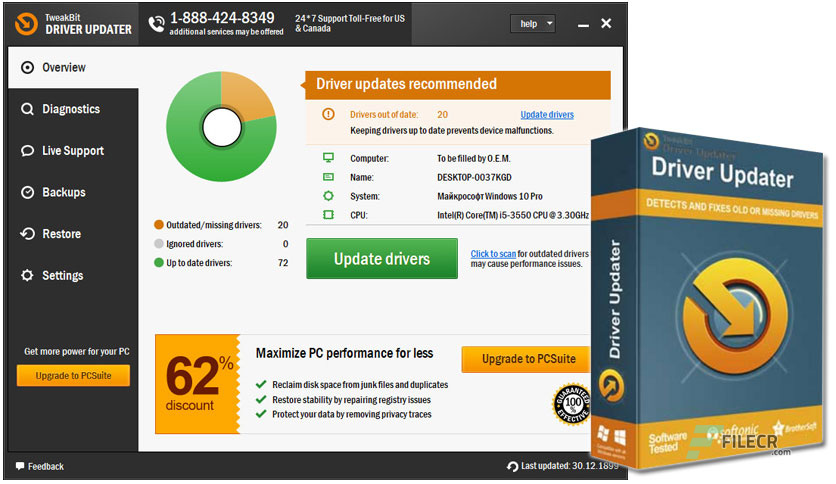 TweakBit
DRIVER UPDATER
1-888-424-8349
additional services may be offered
24*7 Support Toll-Free for US
& Canada
help
Overview
Diagnostics
Live Support
Backups
Restore
Settings
Get more power for your PC
Upgrade to PCSuite
Feedback
Outdated/missing drivers: 20
Ignored drivers: 0
Up to date drivers: 72
Driver updates recommended
Drivers out of date: 20 Update drivers
Keeping drivers up to date prevents device malfunctions.
Computer: To be filled by O.E.M.
Name: DESKTOP-0037KGD
System: Майкрософт Windows 10 Pro
CPU: Intel(R) Core(TM) i5-3550 CPU @ 3.30GHz
Update drivers
Click to scan for outdated drivers
may cause performance issues.
62%
discount
Maximize PC performance for less
Reclaim disk space from junk files and duplicates
Restore stability by repairing registry issues
Protect your data by removing privacy traces
Upgrade to PCSuite
GUARANTEED
100%
EFFECTIVE
Last updated: 30.12.1899
TweakBit
Driver Updater
Driver Updater
DETECTS AND FIXES OLD OR MISSING DRIVERS
Driver Updater
Software
Tested
softonic
BrotherSoft
FILECR
.com